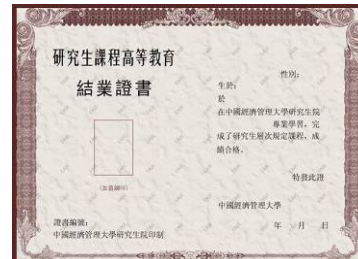 研究生課程高等教育
結業證書
(加蓋鋼印)
證書編號:
中國經濟管理大學研究生院印制
性別:
生於:
於
在中國經濟管理大學研究生院
專業學習,完
成了研究生層次規定課程,成
績合格。
特發此證
中國經濟管理大學
年 月 日